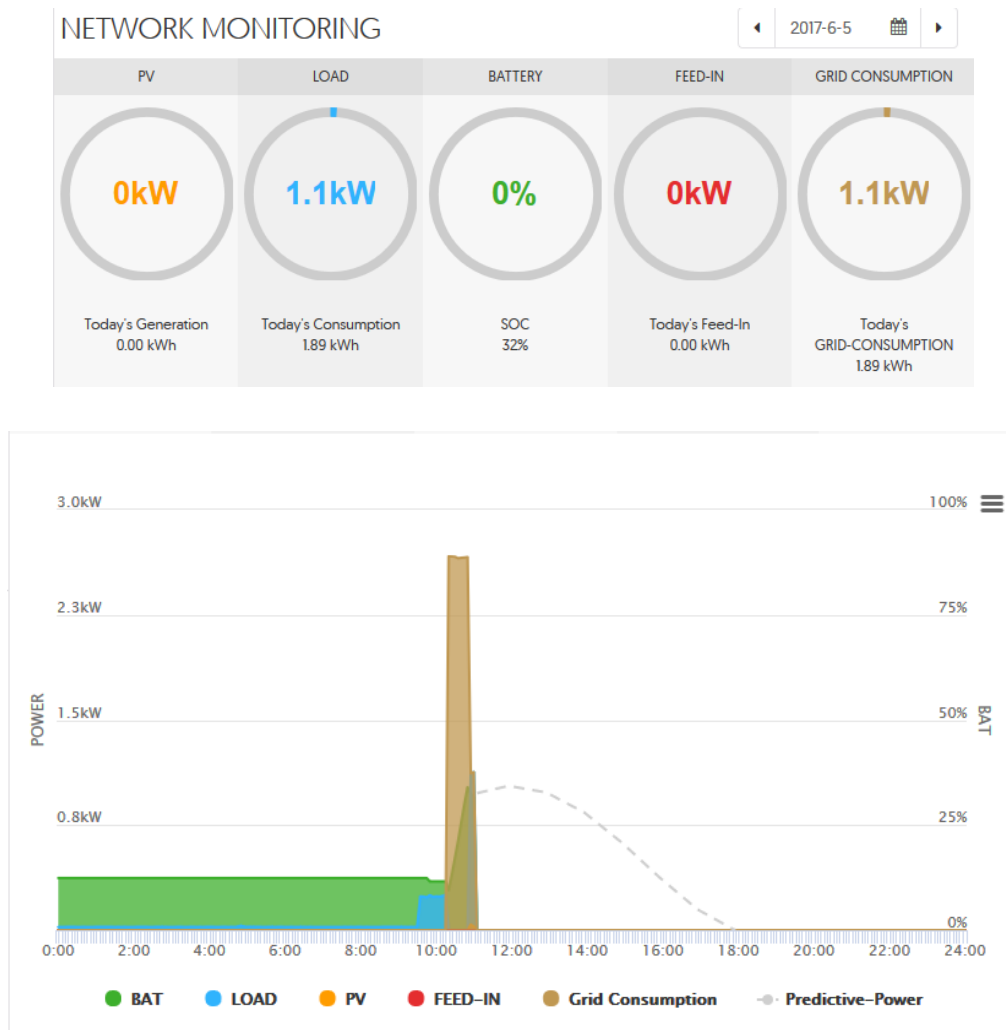 NETWORK MONITORING
2017-6-5
PV LOAD BATTERY FEED-IN GRID CONSUMPTION
0kW 1.1kW 0% 0kW 1.1kW
Today's Generation Today's Consumption SOC Today's Feed-In Today's
0.00 kWh 1.89 kWh 32% 0.00 kWh GRID-CONSUMPTION
1.89 kWh
3.0kW 100%
2.3kW 75%
1.5kW 50%
POWER BAT
0.8kW 25%
0%
0:00 2:00 4:00 6:00 8:00 10:00 12:00 14:00 16:00 18:00 20:00 22:00 24:00
BAT LOAD PV FEED-IN Grid Consumption Predictive-Power